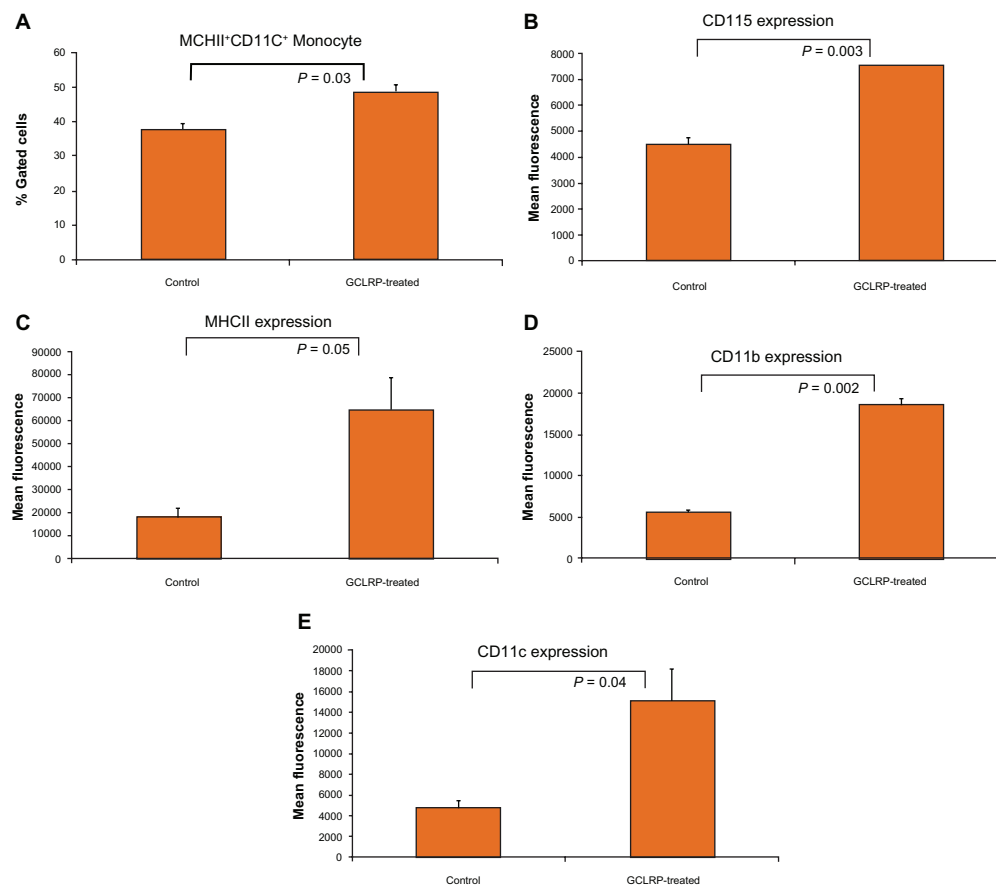 A
MCHII⁺CD11C⁺ Monocyte
P = 0.03
% Gated cells
60
50
40
30
20
10
0
Control
GCLRP-treated
B
CD115 expression
P = 0.003
Mean fluorescence
8000
7000
6000
5000
4000
3000
2000
1000
0
Control
GCLRP-treated
C
MHCII expression
P = 0.05
Mean fluorescence
90000
80000
70000
60000
50000
40000
30000
20000
10000
0
Control
GCLRP-treated
D
CD11b expression
P = 0.002
Mean fluorescence
25000
20000
15000
10000
5000
0
Control
GCLRP-treated
E
CD11c expression
P = 0.04
Mean fluorescence
20000
18000
16000
14000
12000
10000
8000
6000
4000
2000
0
Control
GCLRP-treated